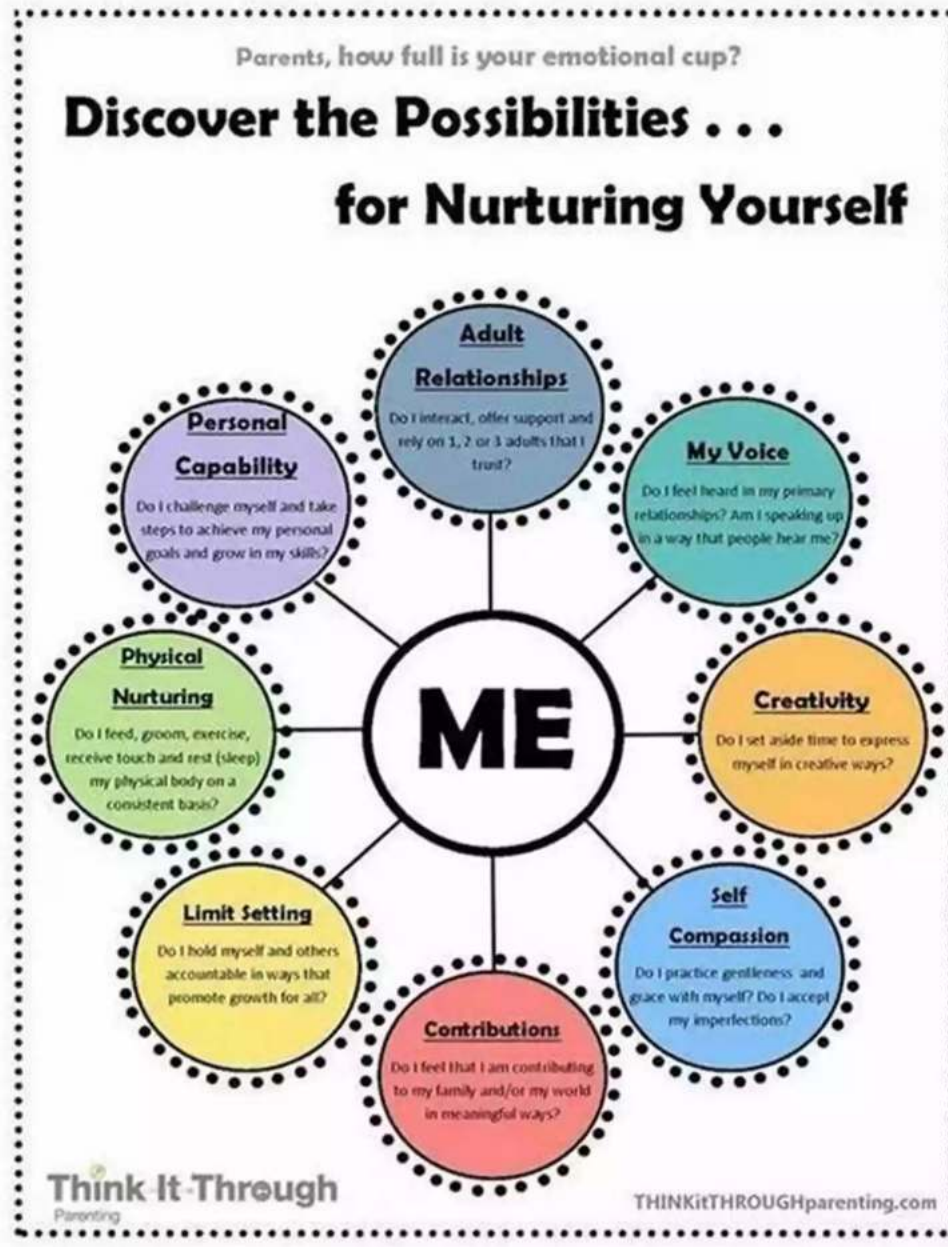 Parents, how full is your emotional cup?
Discover the Possibilities . . .
for Nurturing Yourself
Adult
Relationships
Do I interact, offer support and
rely on 1, 2 or 3 adults that I
trust?
Personal
Capability
Do I challenge myself and take
steps to achieve my personal
goals and grow in my skills?
My Voice
Do I feel heard in my primary
relationships? Am I speaking up
in a way that people hear me?
Physical
Nurturing
Do I feed, groom, exercise,
receive touch and rest (sleep)
my physical body on a
consistent basis?
ME
Creativity
Do I set aside time to express
myself in creative ways?
Limit Setting
Do I hold myself and others
accountable in ways that
promote growth for all?
Self
Compassion
Do I practice gentleness and
grace with myself? Do I accept
my imperfections?
Contributions
Do I feel that I am contributing
to my family and/or my world
in meaningful ways?
Think-It-Through
Parenting
THINKitTHROUGHparenting.com